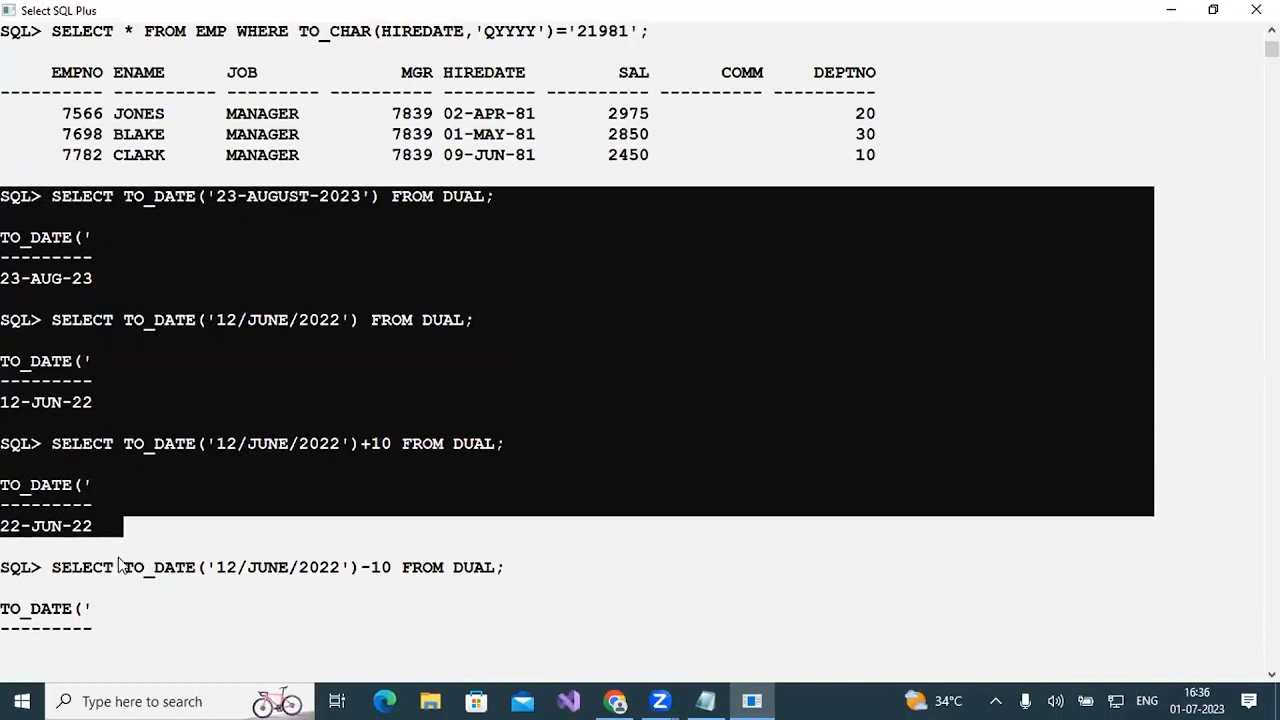 Select SQL Plus
SQL> SELECT * FROM EMP WHERE TO_CHAR(HIREDATE,'QYYYY')='21981';
EMPNO ENAME JOB MGR HIREDATE SAL COMM DEPTNO
---------- ---------- --------- ---------- --------- ---------- ---------- ----------
7566 JONES MANAGER 7839 02-APR-81 2975 20
7698 BLAKE MANAGER 7839 01-MAY-81 2850 30
7782 CLARK MANAGER 7839 09-JUN-81 2450 10
SQL> SELECT TO_DATE('23-AUGUST-2023') FROM DUAL;
TO_DATE('
---------
23-AUG-23
SQL> SELECT TO_DATE('12/JUNE/2022') FROM DUAL;
TO_DATE('
---------
12-JUN-22
SQL> SELECT TO_DATE('12/JUNE/2022')+10 FROM DUAL;
TO_DATE('
---------
22-JUN-22
SQL> SELECT TO_DATE('12/JUNE/2022')-10 FROM DUAL;
TO_DATE('
---------
Type here to search
34°C
ENG
16:36
01-07-2023